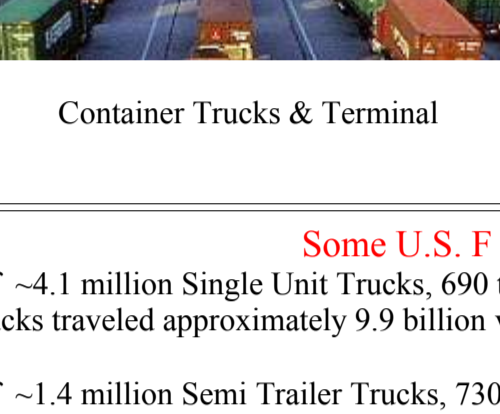 Container Trucks & Terminal
Some U.S. F
~4.1 million Single Unit Trucks, 690
cks traveled approximately 9.9 billion
~1.4 million Semi Trailer Trucks, 730